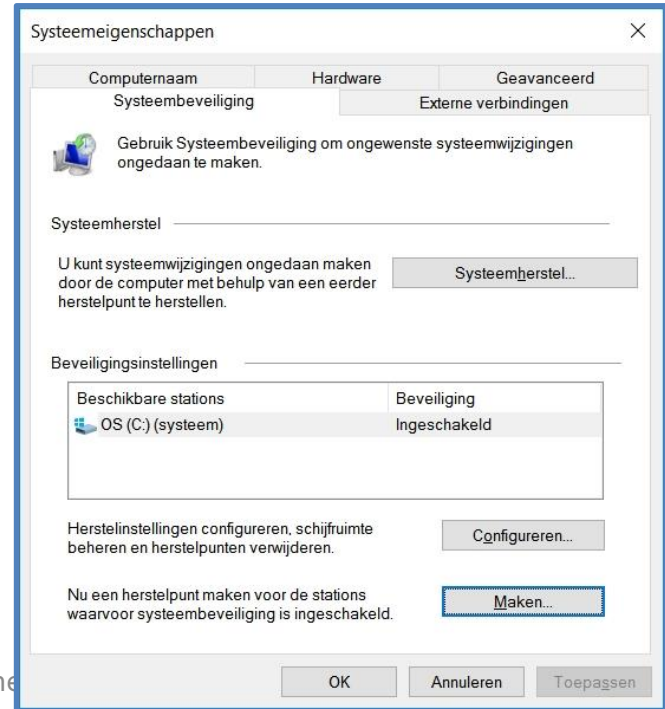 Systeemeigenschappen
Computernaam Hardware Geavanceerd
Systeembeveiliging Externe verbindingen
Gebruik Systeembeveiliging om ongewenste systeemwijzigingen
ongedaan te maken.
Systeemherstel
U kunt systeemwijzigingen ongedaan maken
door de computer met behulp van een eerder
herstelpunt te herstellen.
Systeemherstel...
Beveiligingsinstellingen
Beschikbare stations Beveiliging
OS (C:) (systeem) Ingeschakeld
Herstelinstellingen configureren, schijfruimte
beheren en herstelpunten verwijderen.
Configureren...
Nu een herstelpunt maken voor de stations
waarvoor systeembeveiliging is ingeschakeld.
Maken...
OK Annuleren Toepassen